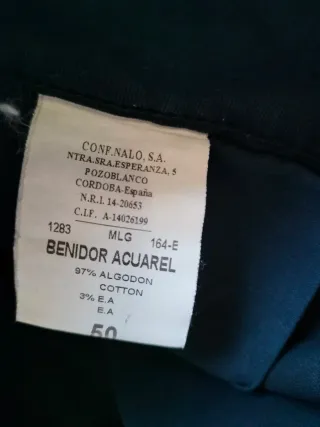 CONF.NALO, S.A.
NTRA.SRA.ESPERANZA, 5
POZOBLANCO
CORDOBA-España
N.R.I. 14-20653
C.I.F. A-14026199
1283 MLG 164-E
BENIDOR ACUAREL
97% ALGODON
COTTON
3% E.A
E.A
50